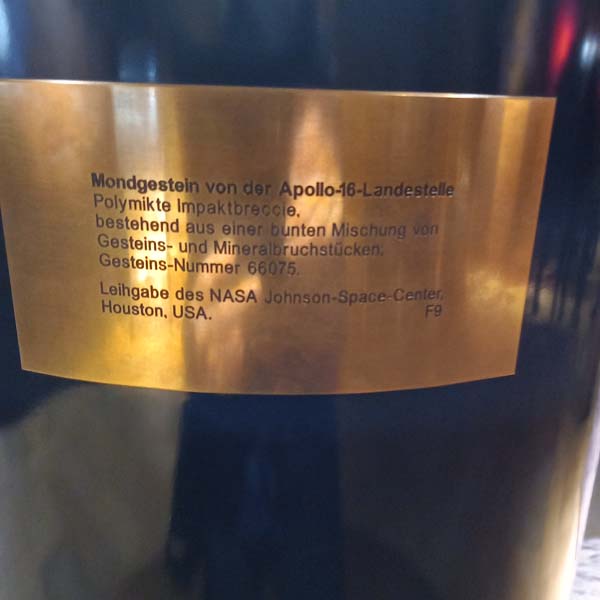 Mondgestein von der Apollo-16-Landestelle
Polymikte Impaktbreccie,
bestehend aus einer bunten Mischung von
Gesteins- und Mineralbruchstücken;
Gesteins-Nummer 66075.
Leihgabe des NASA Johnson-Space-Center,
Houston, USA. F9